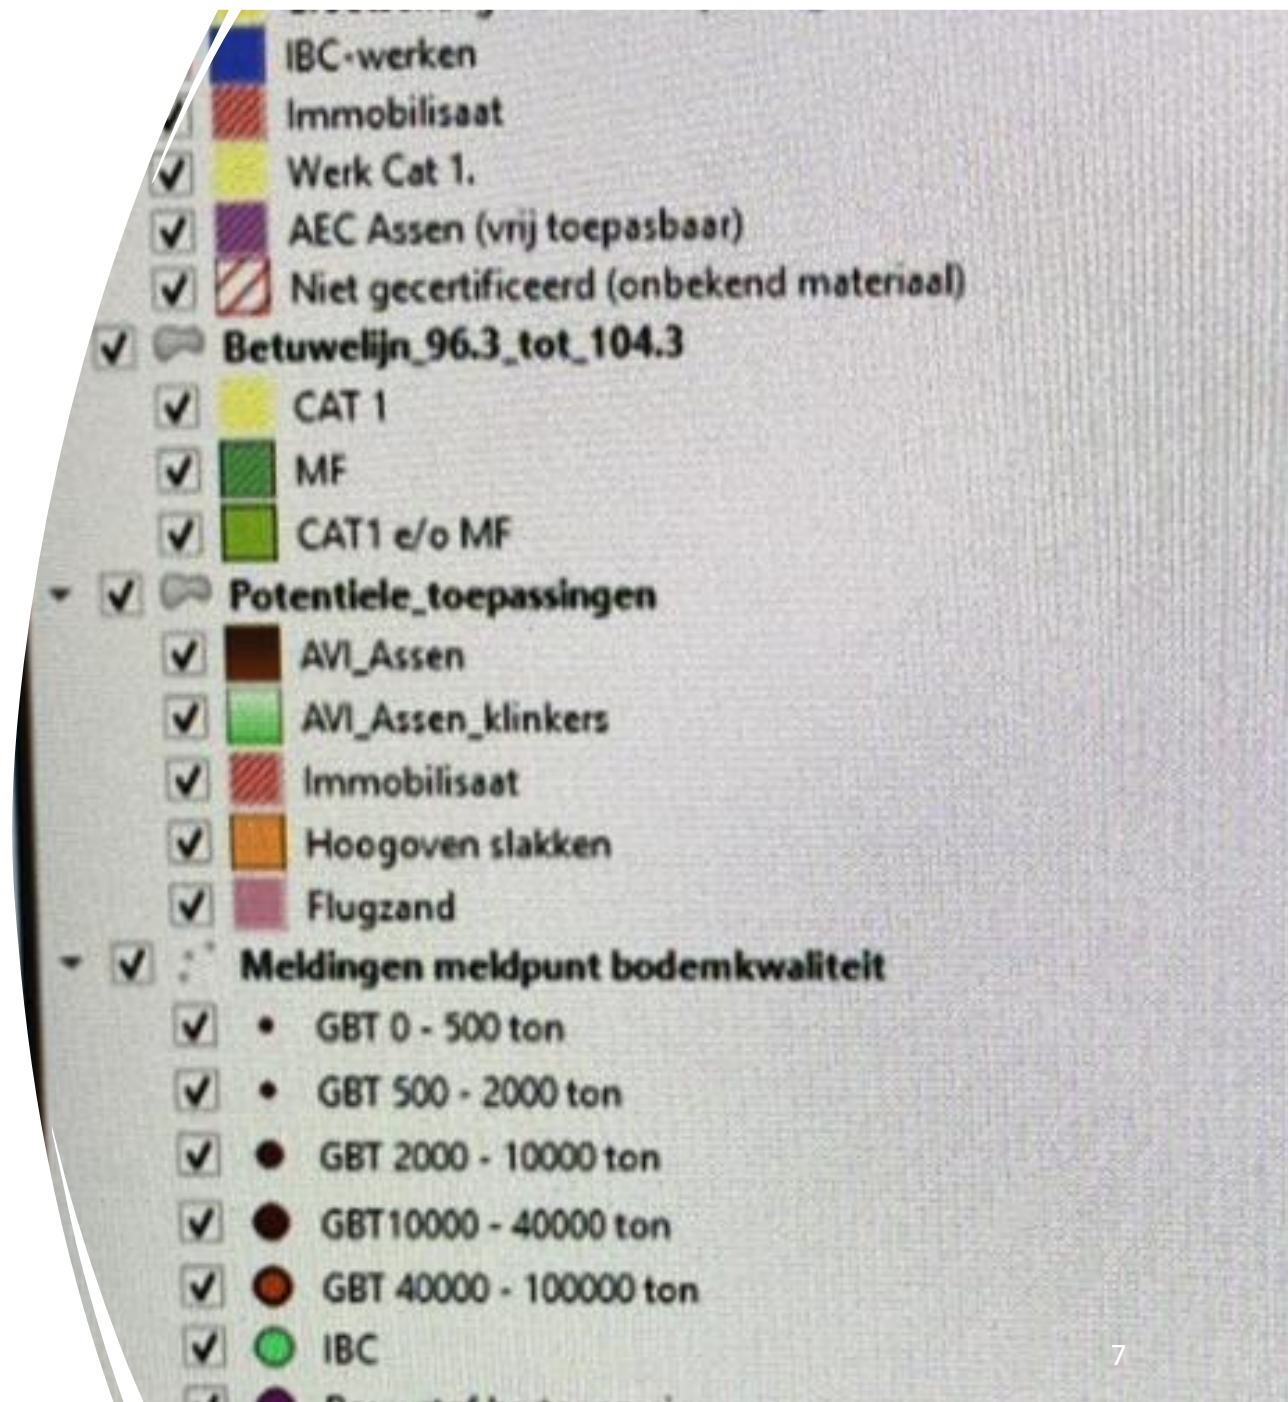 IBC-werken
Immobilisaat
Werk Cat 1.
AEC Assen (vrij toepasbaar)
Niet gecertificeerd (onbekend materiaal)
Betuwelijn_96.3_tot_104.3
CAT 1
MF
CAT1 e/o MF
Potentiele_toepassingen
AVI_Assen
AVI_Assen_klinkers
Immobilisaat
Hoogoven slakken
Flugzand
Meldingen meldpunt bodemkwaliteit
GBT 0 - 500 ton
GBT 500 - 2000 ton
GBT 2000 - 10000 ton
GBT10000 - 40000 ton
GBT 40000 - 100000 ton
IBC
7